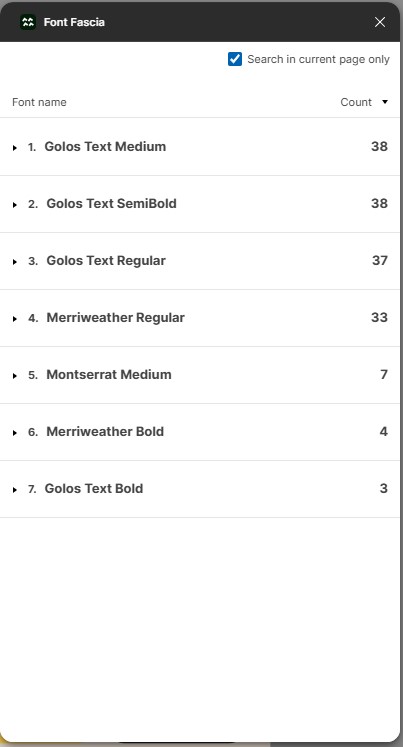 Font Fascia
Search in current page only
Font name Count
1. Golos Text Medium 38
2. Golos Text SemiBold 38
3. Golos Text Regular 37
4. Merriweather Regular 33
5. Montserrat Medium 7
6. Merriweather Bold 4
7. Golos Text Bold 3